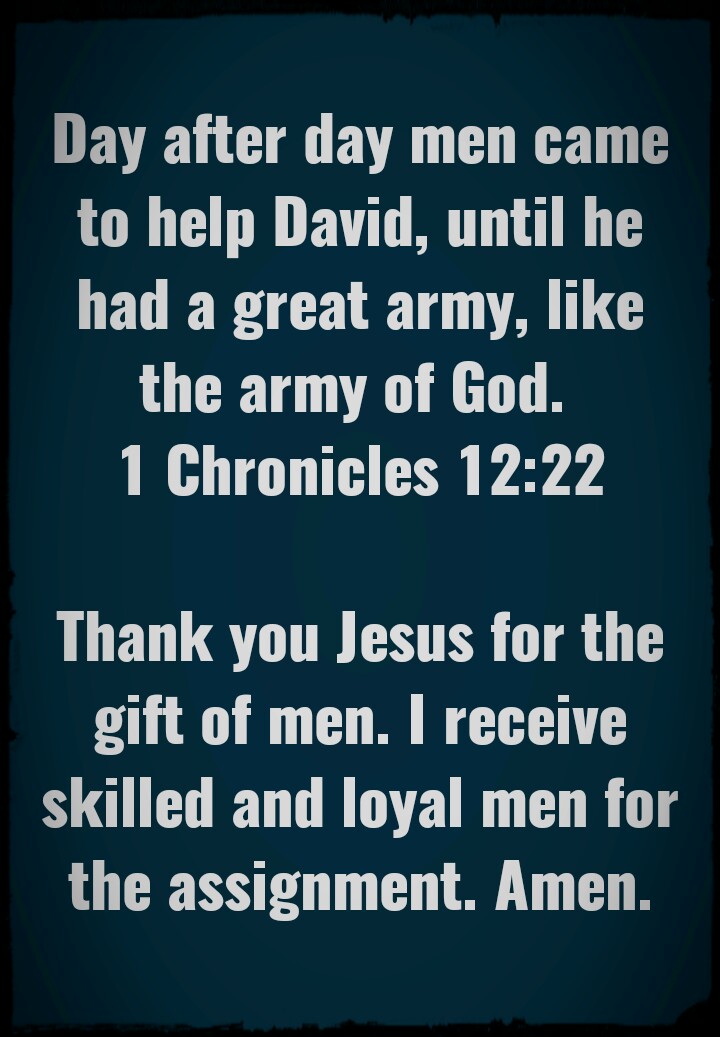 Day after day men came
to help David, until he
had a great army, like
the army of God.
1 Chronicles 12:22
Thank you Jesus for the
gift of men. I receive
skilled and loyal men for
the assignment. Amen.